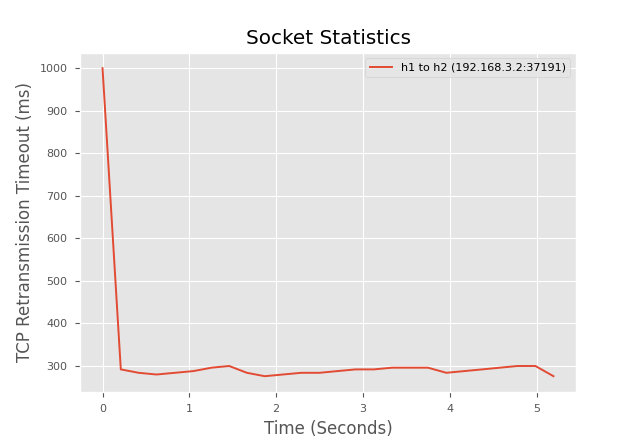 Socket Statistics
h1 to h2 (192.168.3.2:37191)
TCP Retransmission Timeout (ms)
1000
900
800
700
600
500
400
300
0 1 2 3 4 5
Time (Seconds)